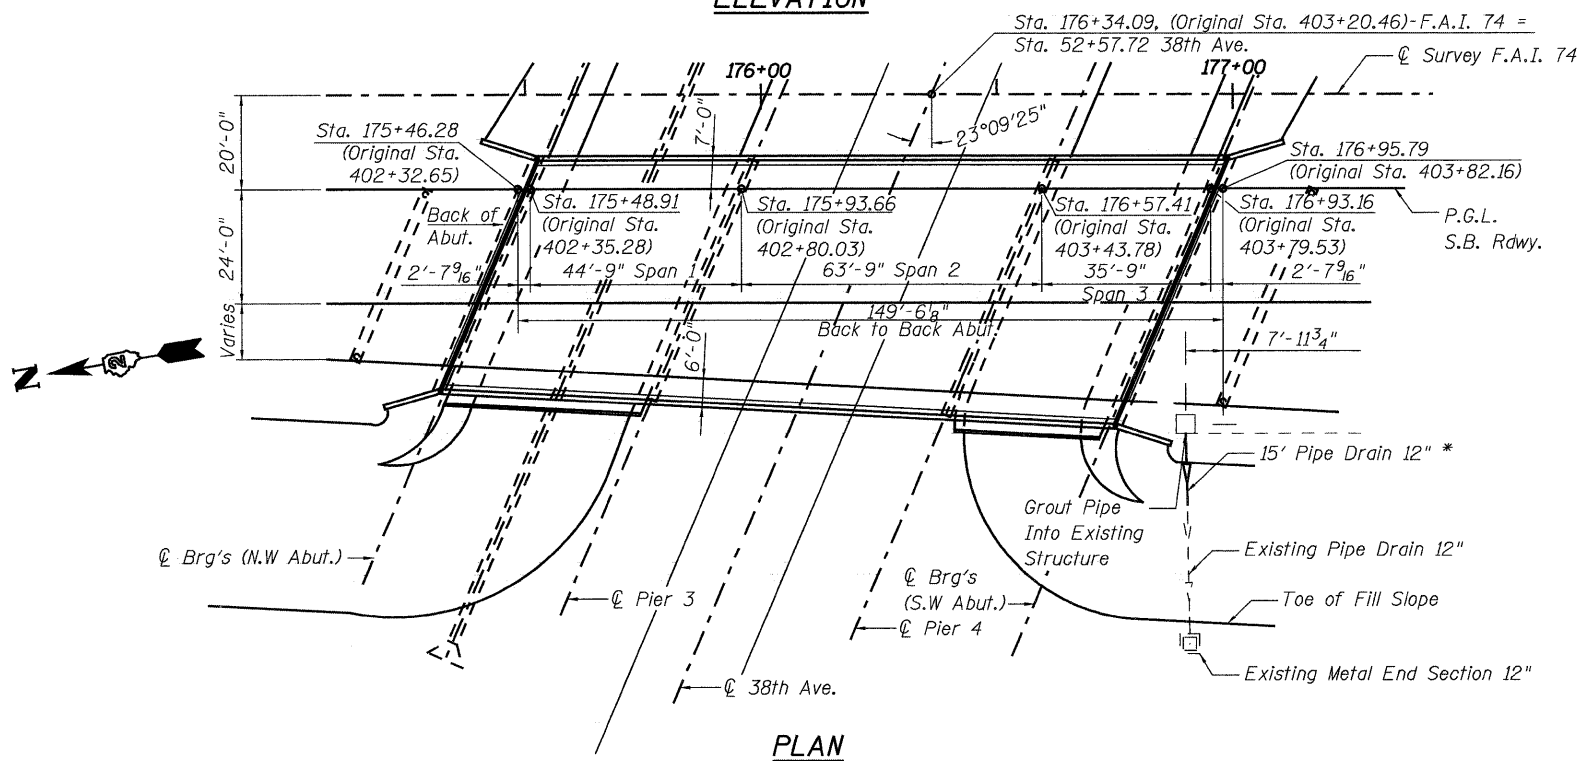 ELEVATION
Sta. 176+34.09, (Original Sta. 403+20.46)-F.A.I. 74 =
Sta. 52+57.72 38th Ave.
℄ Survey F.A.I. 74
176+00
177+00
20'-0"
7'-0"
23°09'25"
Sta. 175+46.28
(Original Sta.
402+32.65)
Sta. 176+95.79
(Original Sta. 403+82.16)
Back of
Abut.
Sta. 175+48.91
(Original Sta.
402+35.28)
Sta. 175+93.66
(Original Sta.
402+80.03)
Sta. 176+57.41
(Original Sta.
403+43.78)
Sta. 176+93.16
(Original Sta.
403+79.53)
P.G.L.
S.B. Rdwy.
24'-0"
2'-7 9/16"
44'-9" Span 1
63'-9" Span 2
35'-9"
Span 3
2'-7 9/16"
Varies
149'-6 1/8"
Back to Back Abut.
6'-0"
7'-11 3/4"
N
2
15' Pipe Drain 12" *
Grout Pipe
Into Existing
Structure
Existing Pipe Drain 12"
℄ Brg's (N.W Abut.)
℄ Pier 3
℄ Brg's
(S.W Abut.)
℄ Pier 4
Toe of Fill Slope
Existing Metal End Section 12"
℄ 38th Ave.
PLAN